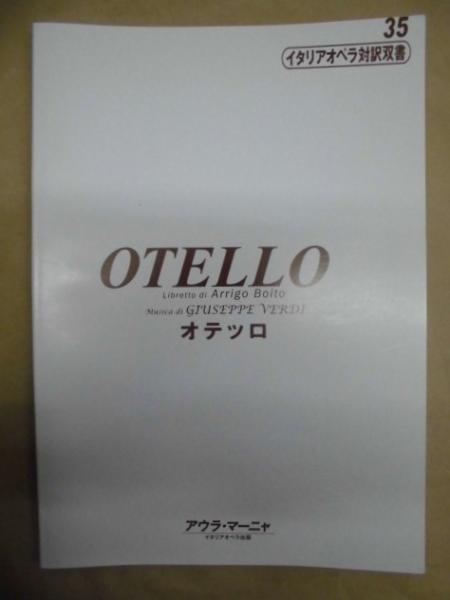 35
イタリアオペラ対訳双書
OTELLO
Libretto di Arrigo Boito
Musica di GIUSEPPE VERDI
オテッロ
アウラ・マーニャ
イタリアオペラ出版